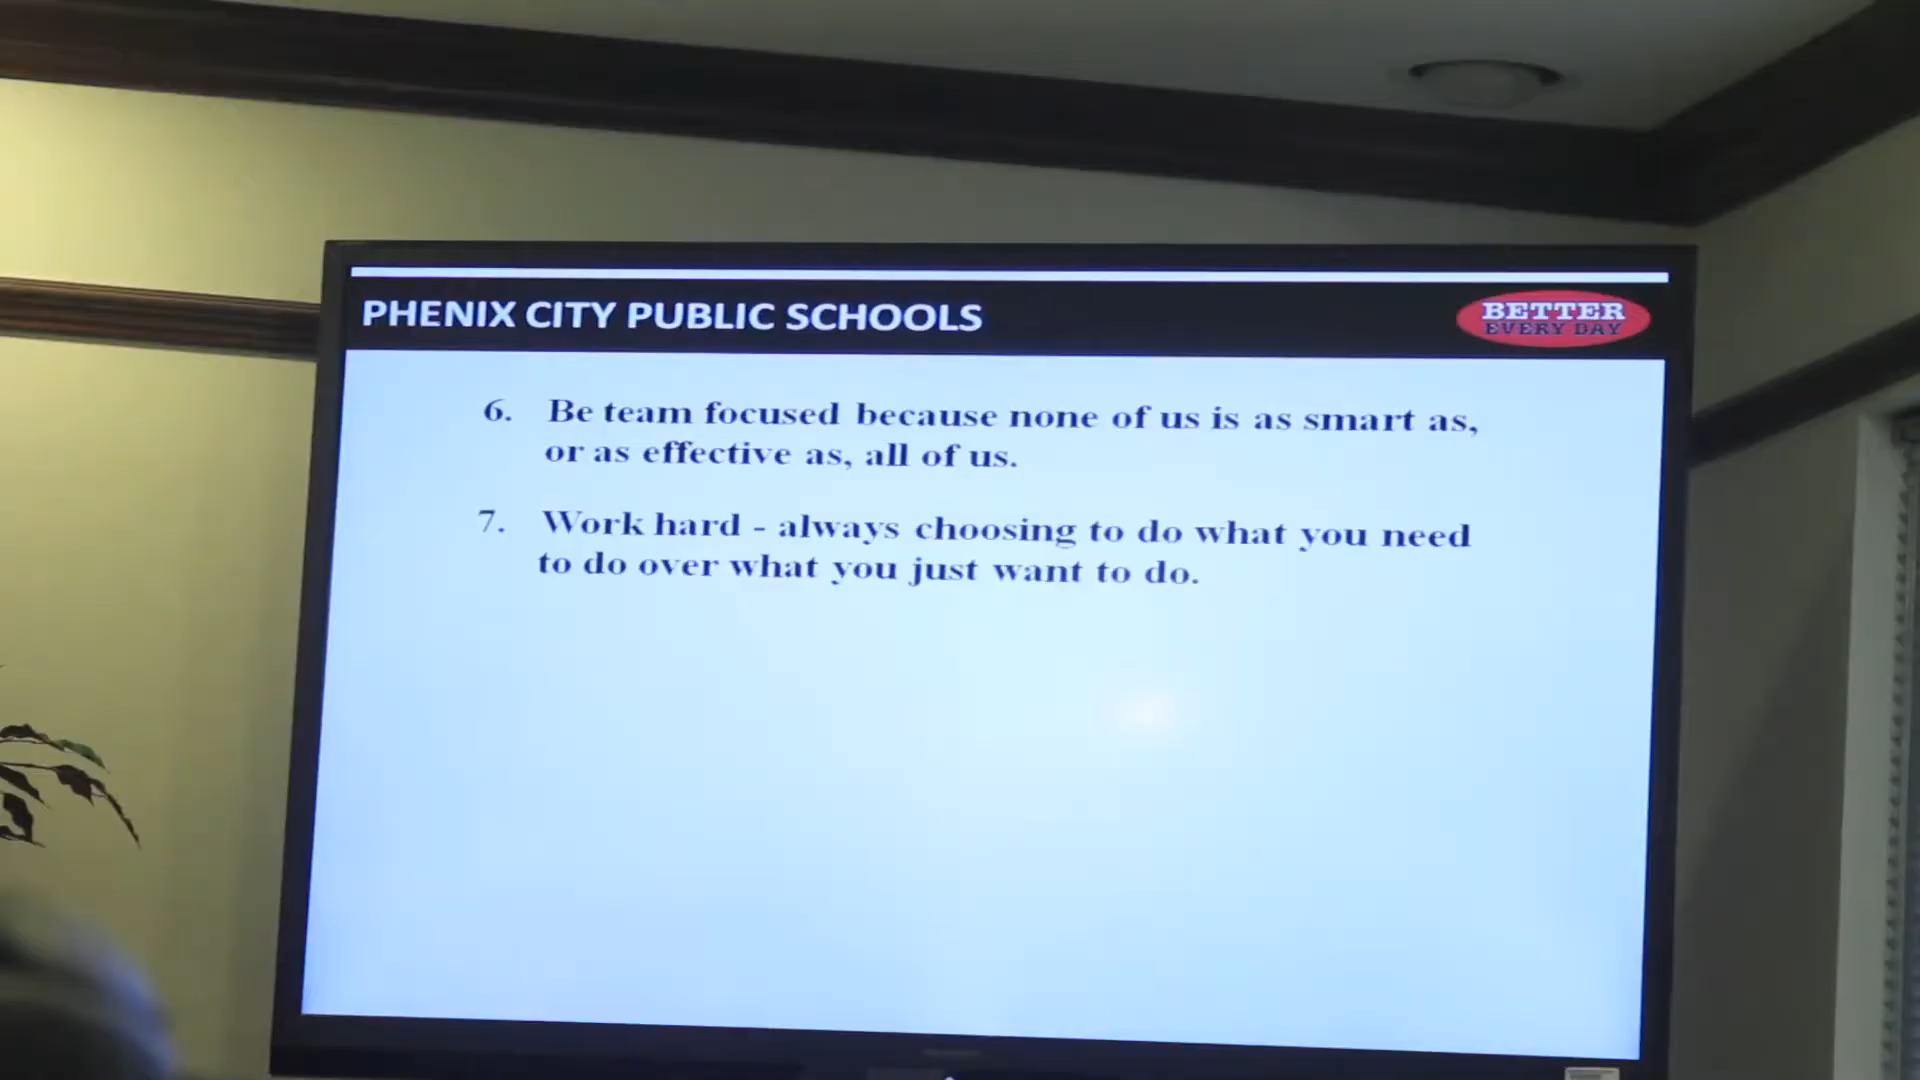 PHENIX CITY PUBLIC SCHOOLS
BETTER
EVERY DAY
6. Be team focused because none of us is as smart as,
or as effective as, all of us.
7. Work hard - always choosing to do what you need
to do over what you just want to do.